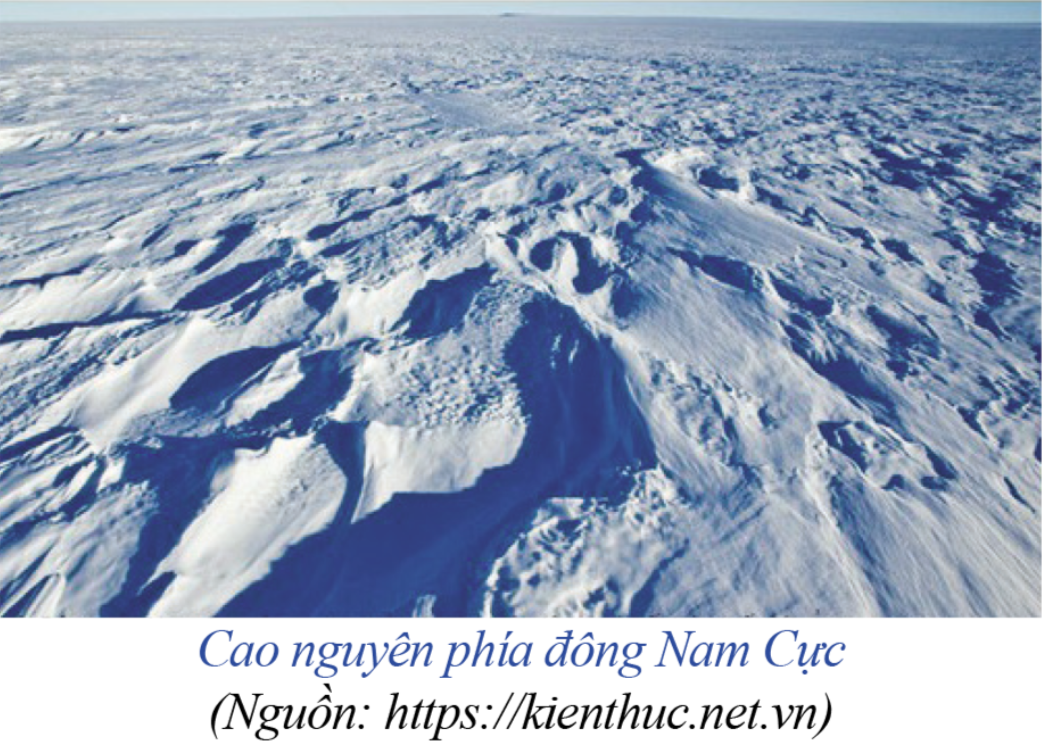 Cao nguyên phía đông Nam Cực
(Nguồn: https://kienthuc.net.vn)